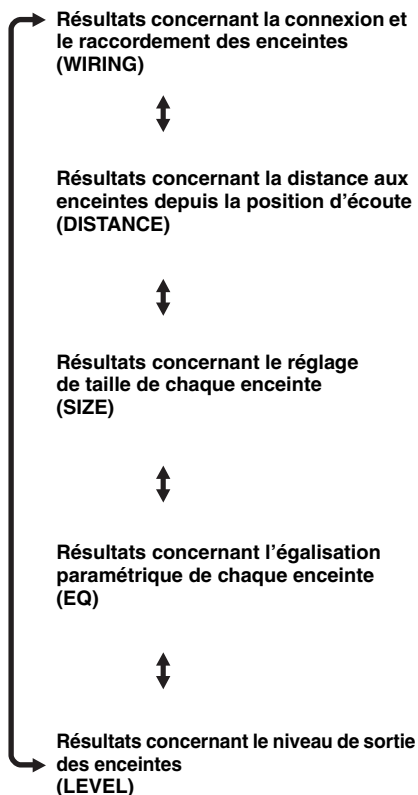 Résultats concernant la connexion et
le raccordement des enceintes
(WIRING)
Résultats concernant la distance aux
enceintes depuis la position d'écoute
(DISTANCE)
Résultats concernant le réglage
de taille de chaque enceinte
(SIZE)
Résultats concernant l'égalisation
paramétrique de chaque enceinte
(EQ)
Résultats concernant le niveau de sortie
des enceintes
(LEVEL)